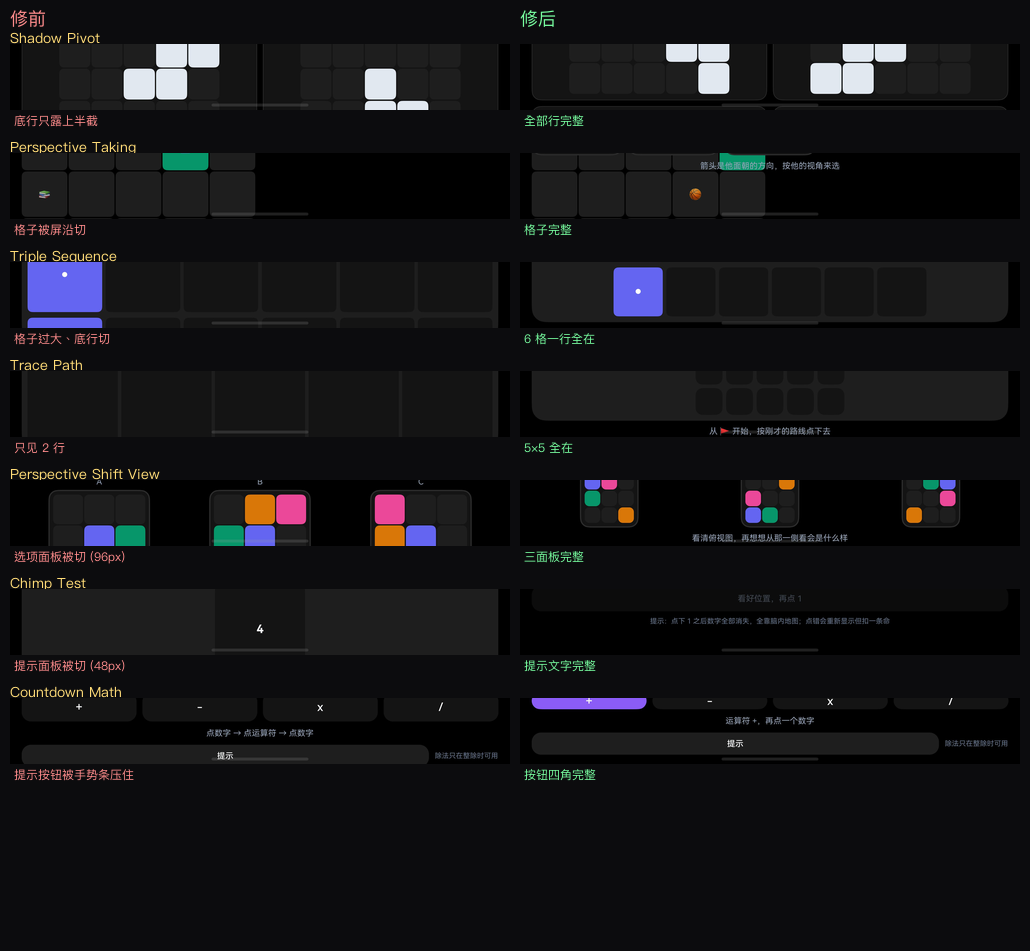 修前
修后
Shadow Pivot
底行只露上半截
全部行完整
Perspective Taking
箭头是他面朝的方向，按他的视角来选
格子被屏沿切
格子完整
Triple Sequence
格子过大、底行切
6 格一行全在
Trace Path
从 开始，按刚才的路线点下去
只见 2 行
5×5 全在
Perspective Shift View
A
B
C
看清俯视图，再想想从那一侧看会是什么样
选项面板被切 (96px)
三面板完整
Chimp Test
4
看好位置，再点 1
提示：点下 1 之后数字全部消失，全靠脑内地图；点错会重新显示但扣一条命
提示面板被切 (48px)
提示文字完整
Countdown Math
+
-
x
/
+
-
x
/
点数字 → 点运算符 → 点数字
运算符 +，再点一个数字
提示
除法只在整除时可用
提示
除法只在整除时可用
提示按钮被手势条压住
按钮四角完整